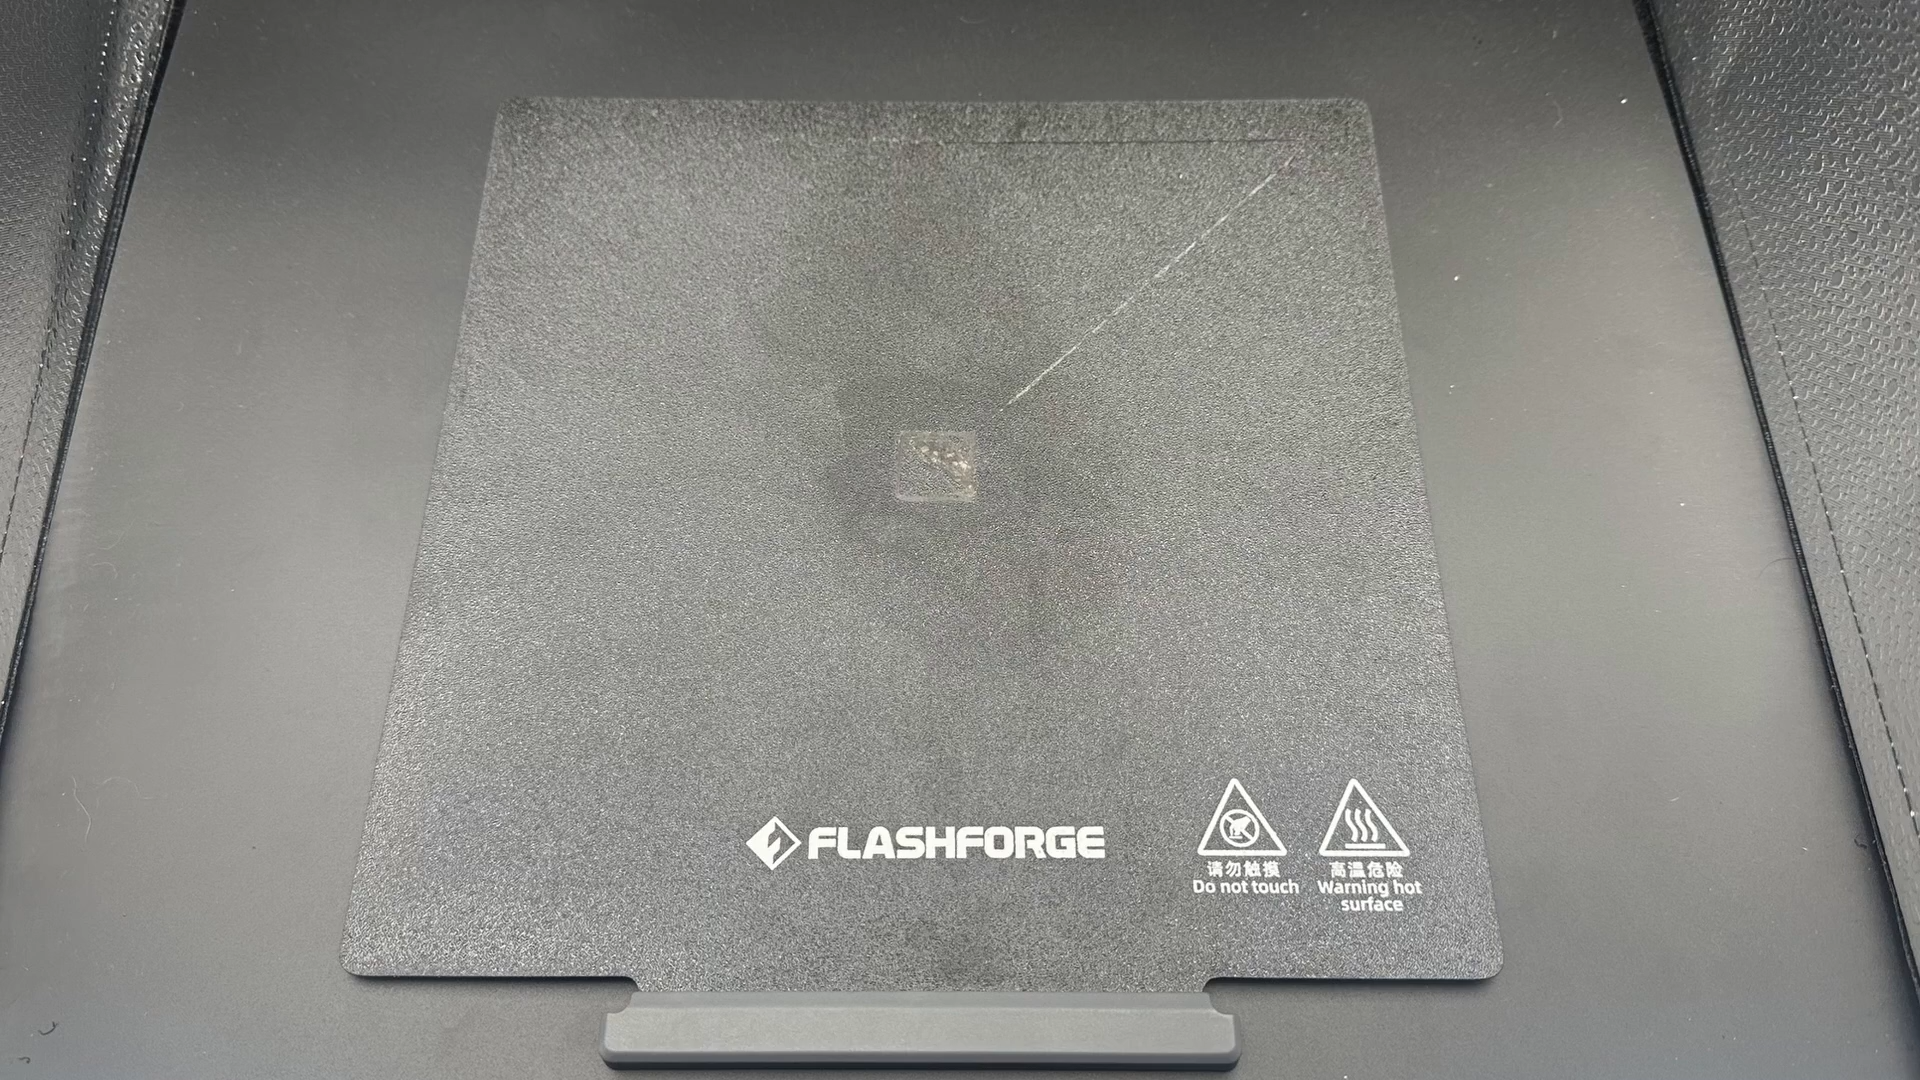 FLASHFORGE
请勿触摸
Do not touch
高温危险
Warning hot
surface